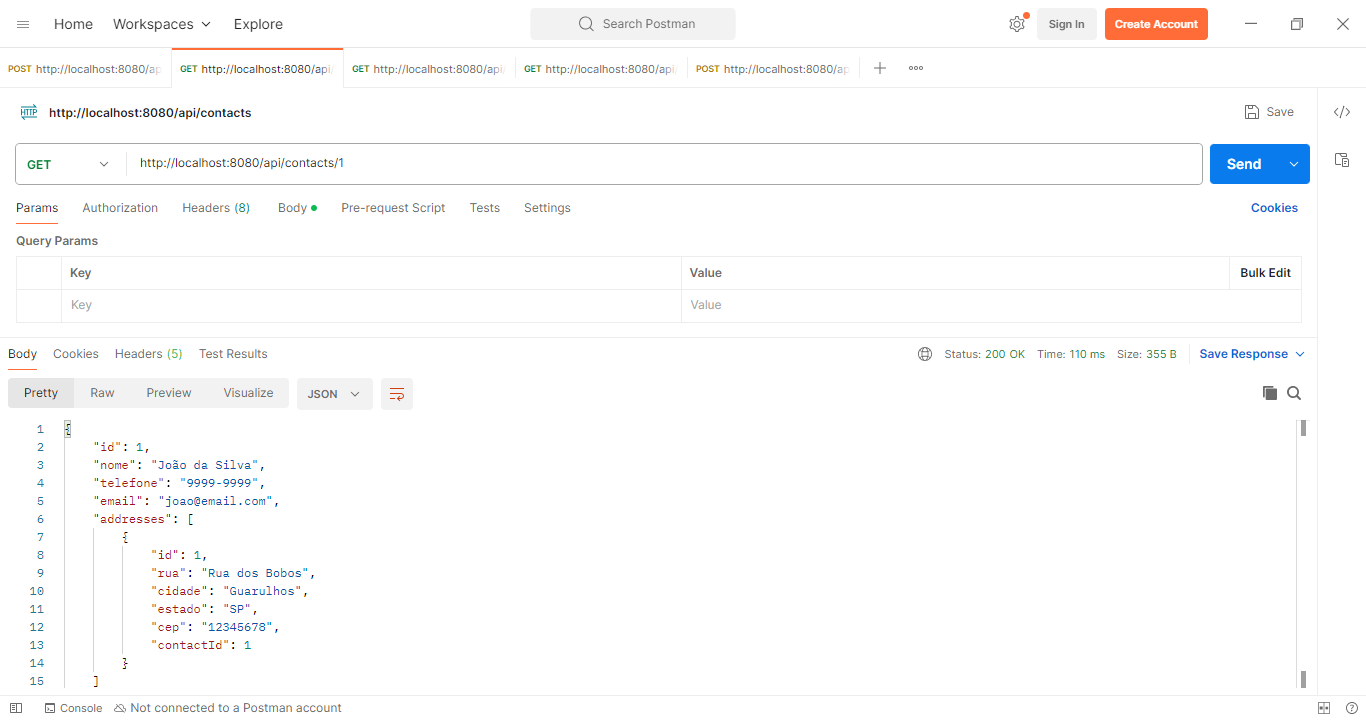 Home Workspaces Explore Search Postman Sign In Create Account
POST http://localhost:8080/ap GET http://localhost:8080/api GET http://localhost:8080/api GET http://localhost:8080/api POST http://localhost:8080/ap
HTTP http://localhost:8080/api/contacts Save
GET http://localhost:8080/api/contacts/1 Send
Params Authorization Headers (8) Body Pre-request Script Tests Settings Cookies
Query Params
Key Value Bulk Edit
Key Value
Body Cookies Headers (5) Test Results Status: 200 OK Time: 110 ms Size: 355 B Save Response
Pretty Raw Preview Visualize JSON
1 {
2 "id": 1,
3 "nome": "João da Silva",
4 "telefone": "9999-9999",
5 "email": "joao@email.com",
6 "addresses": [
7 {
8 "id": 1,
9 "rua": "Rua dos Bobos",
10 "cidade": "Guarulhos",
11 "estado": "SP",
12 "cep": "12345678",
13 "contactId": 1
14 }
15 ]
Console Not connected to a Postman account